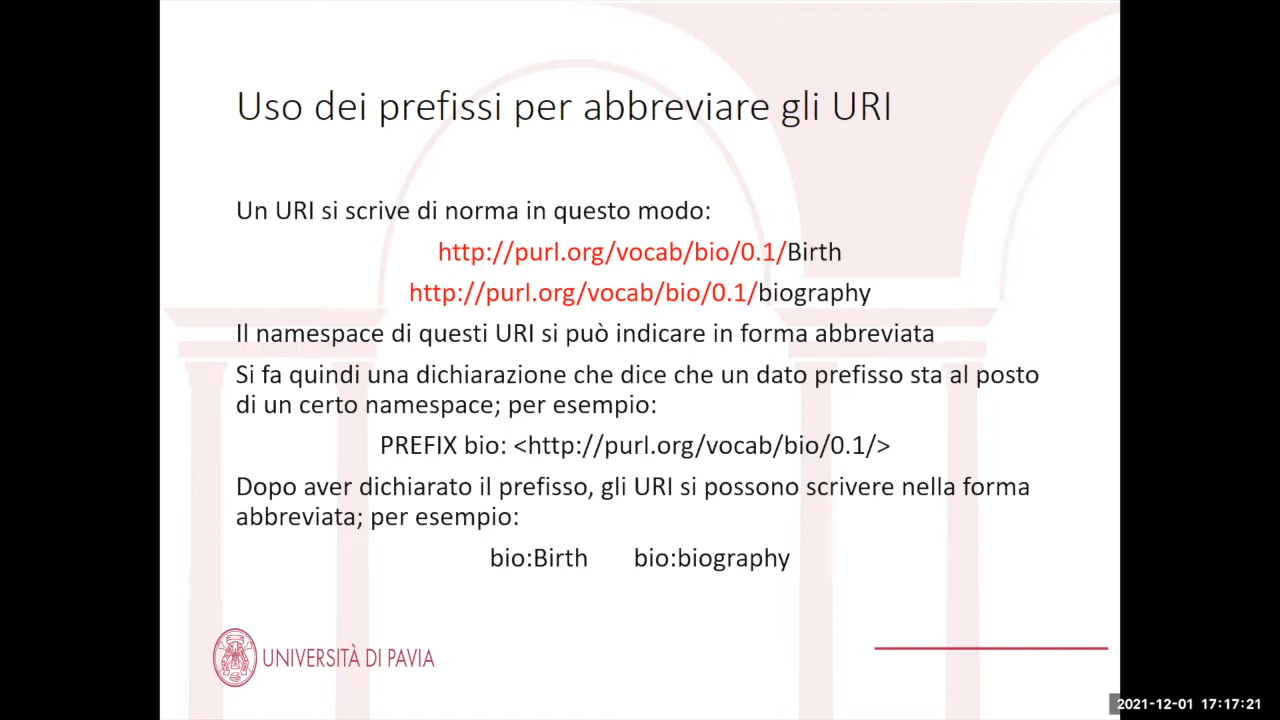 Uso dei prefissi per abbreviare gli URI
Un URI si scrive di norma in questo modo:
http://purl.org/vocab/bio/0.1/Birth
http://purl.org/vocab/bio/0.1/biography
Il namespace di questi URI si può indicare in forma abbreviata
Si fa quindi una dichiarazione che dice che un dato prefisso sta al posto
di un certo namespace; per esempio:
PREFIX bio: <http://purl.org/vocab/bio/0.1/>
Dopo aver dichiarato il prefisso, gli URI si possono scrivere nella forma
abbreviata; per esempio:
bio:Birth bio:biography
UNIVERSITÀ DI PAVIA
2021-12-01 17:17:21